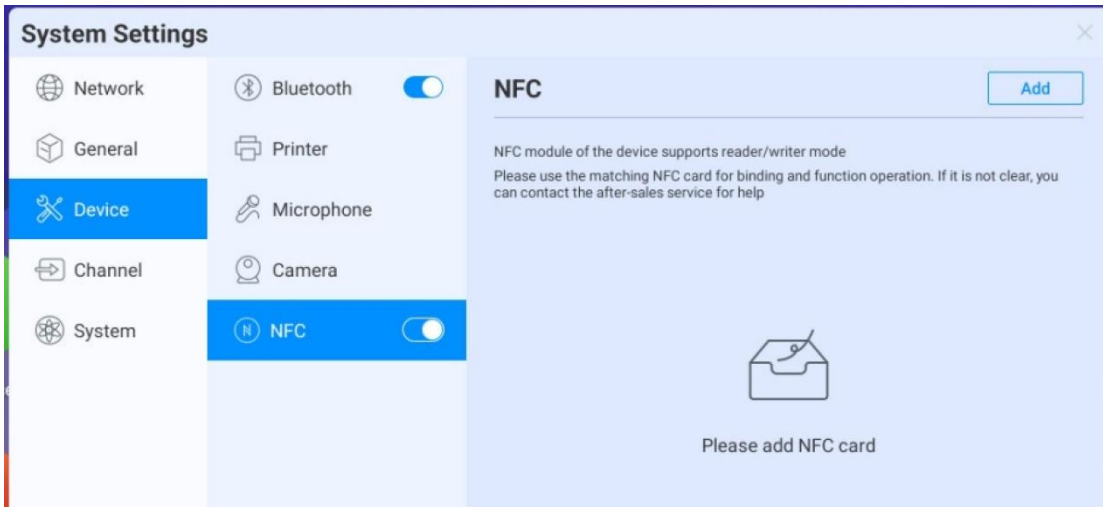 System Settings
Network
General
Device
Channel
System
Bluetooth
Printer
Microphone
Camera
NFC
NFC
Add
NFC module of the device supports reader/writer mode
Please use the matching NFC card for binding and function operation. If it is not clear, you
can contact the after-sales service for help
Please add NFC card